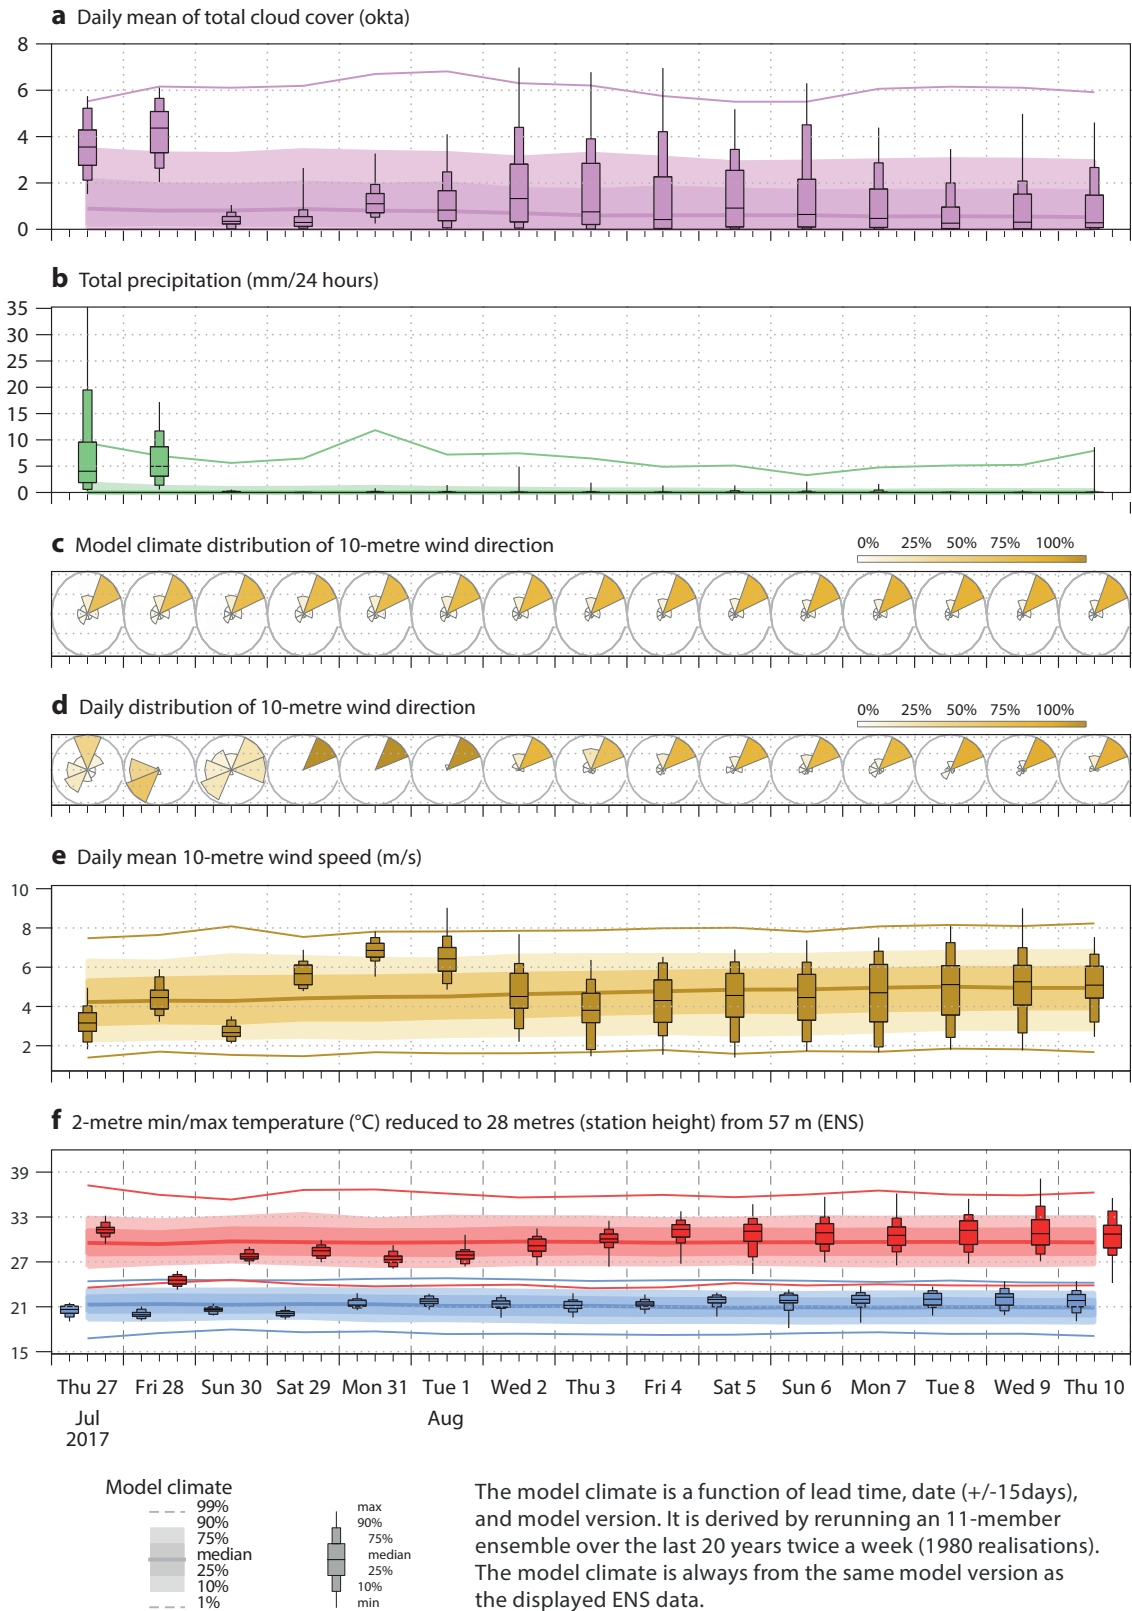 a Daily mean of total cloud cover (okta)
8
6
4
2
0
b Total precipitation (mm/24 hours)
35
30
25
20
15
10
5
0
c Model climate distribution of 10-metre wind direction
0% 25% 50% 75% 100%
d Daily distribution of 10-metre wind direction
0% 25% 50% 75% 100%
e Daily mean 10-metre wind speed (m/s)
10
8
6
4
2
f 2-metre min/max temperature (°C) reduced to 28 metres (station height) from 57 m (ENS)
39
33
27
21
15
Thu 27 Fri 28 Sun 30 Sat 29 Mon 31 Tue 1 Wed 2 Thu 3 Fri 4 Sat 5 Sun 6 Mon 7 Tue 8 Wed 9 Thu 10
Jul Aug
2017
Model climate
99%
90%
75%
median
25%
10%
1%
max
90%
75%
median
25%
10%
min
The model climate is a function of lead time, date (+/-15days),
and model version. It is derived by rerunning an 11-member
ensemble over the last 20 years twice a week (1980 realisations).
The model climate is always from the same model version as
the displayed ENS data.